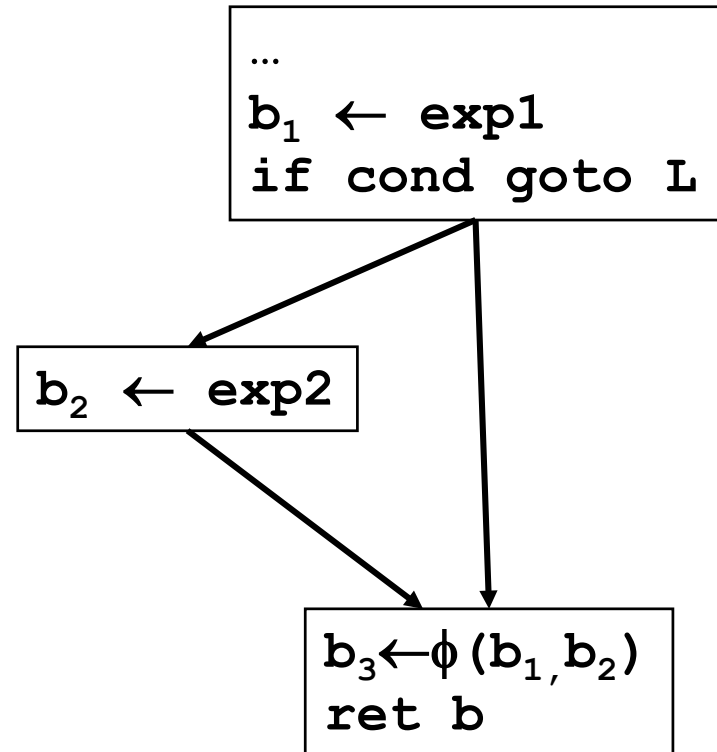 ...
b₁ ← exp1
if cond goto L
b₂ ← exp2
b₃←ϕ(b₁,b₂)
ret b